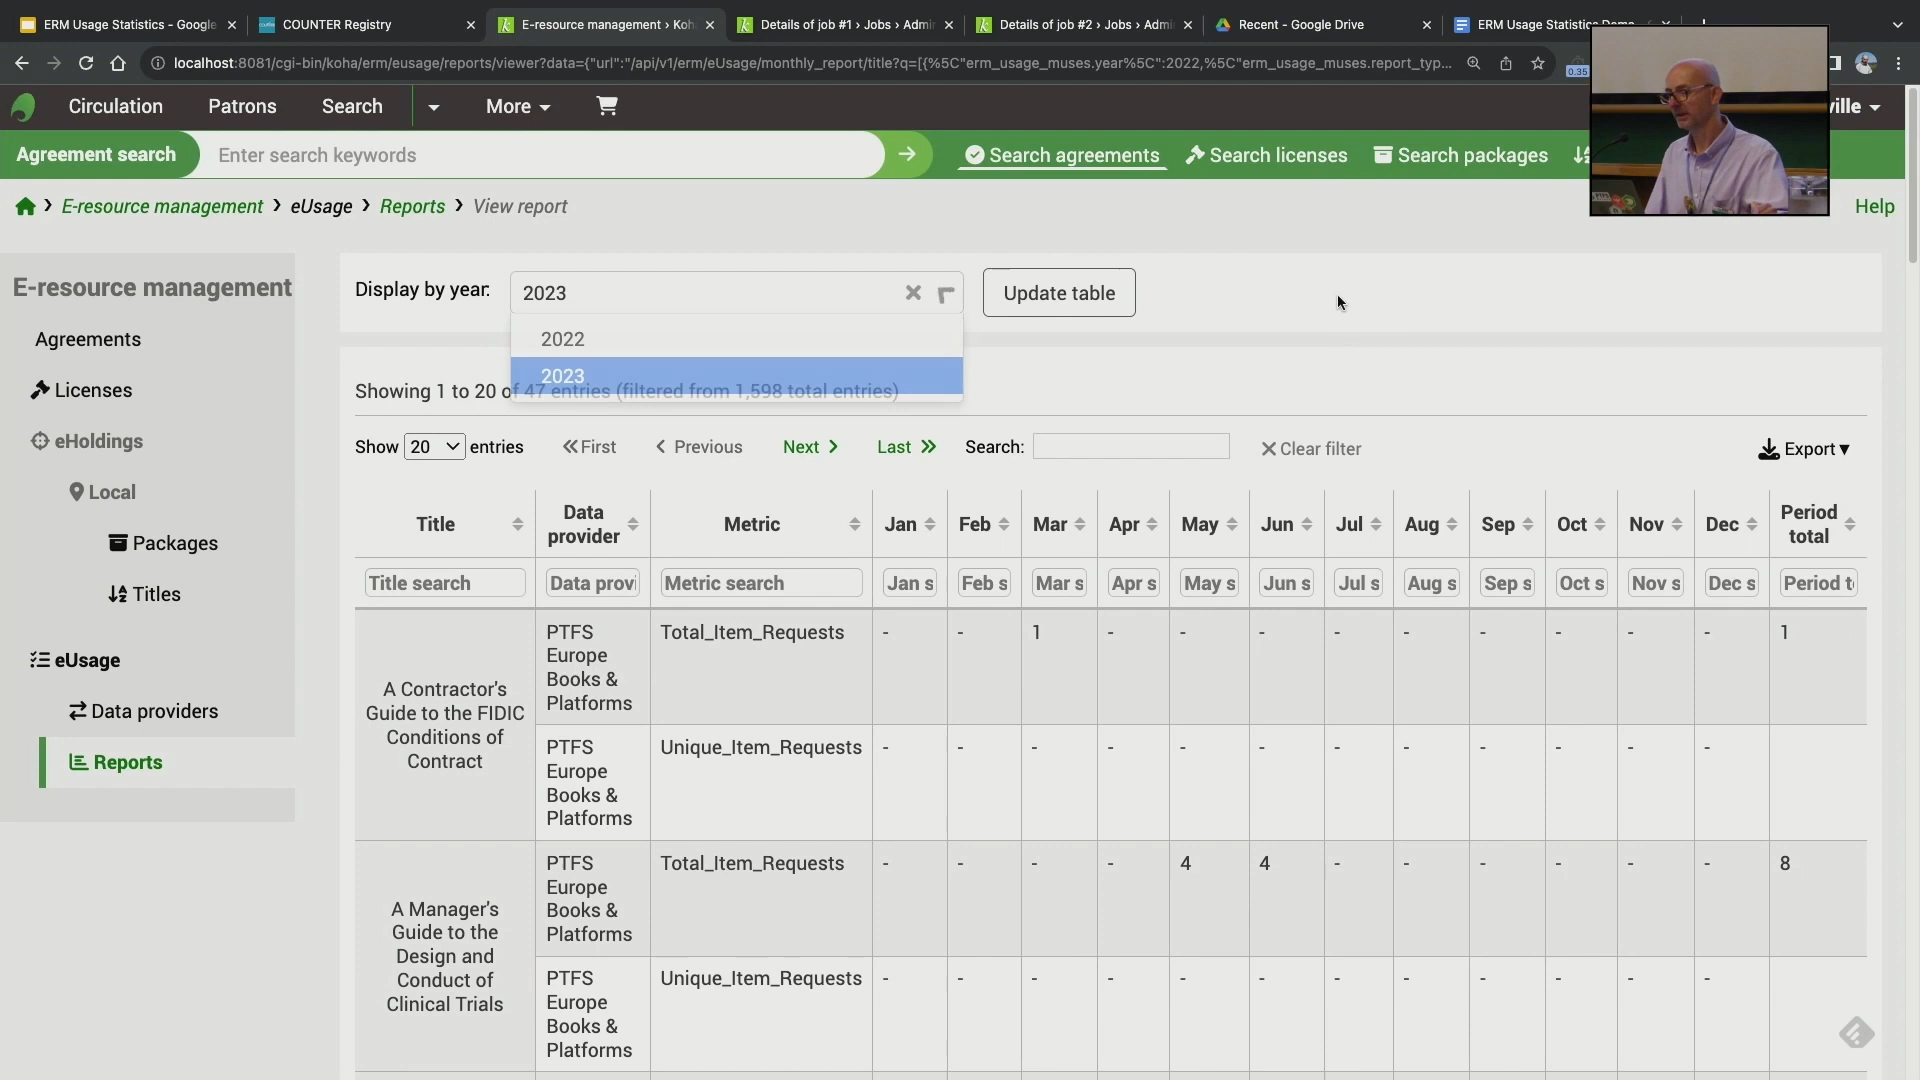 ERM Usage Statistics - Google
COUNTER Registry
E-resource management › Koh
Details of job #1 › Jobs › Admin
Details of job #2 › Jobs › Admi
Recent - Google Drive
ERM Usage Statistics Demo
localhost:8081/cgi-bin/koha/erm/eusage/reports/viewer?data={"url":"/api/v1/erm/eUsage/monthly_report/title?q=[{%5C"erm_usage_muses.year%5C":2022,%5C"erm_usage_muses.report_typ...
0.35
Circulation Patrons Search More
ville
Agreement search
Enter search keywords
Search agreements Search licenses Search packages
E-resource management › eUsage › Reports › View report
Help
E-resource management
Agreements
Licenses
eHoldings
Local
Packages
Titles
eUsage
Data providers
Reports
Display by year: 2023
Update table
2022
2023
Showing 1 to 20 of 47 entries (filtered from 1,598 total entries)
Show 20 entries First Previous Next Last Search: Clear filter Export
Title Data provider Metric Jan Feb Mar Apr May Jun Jul Aug Sep Oct Nov Dec Period total
Title search Data provi Metric search Jan s Feb s Mar s Apr s May s Jun s Jul s Aug s Sep s Oct s Nov s Dec s Period t
A Contractor's Guide to the FIDIC Conditions of Contract
PTFS Europe Books & Platforms Total_Item_Requests - - 1 - - - - - - - - - 1
PTFS Europe Books & Platforms Unique_Item_Requests - - - - - - - - - - - -
A Manager's Guide to the Design and Conduct of Clinical Trials
PTFS Europe Books & Platforms Total_Item_Requests - - - - 4 4 - - - - - - 8
PTFS Europe Books & Platforms Unique_Item_Requests - - - - - - - - - - - -